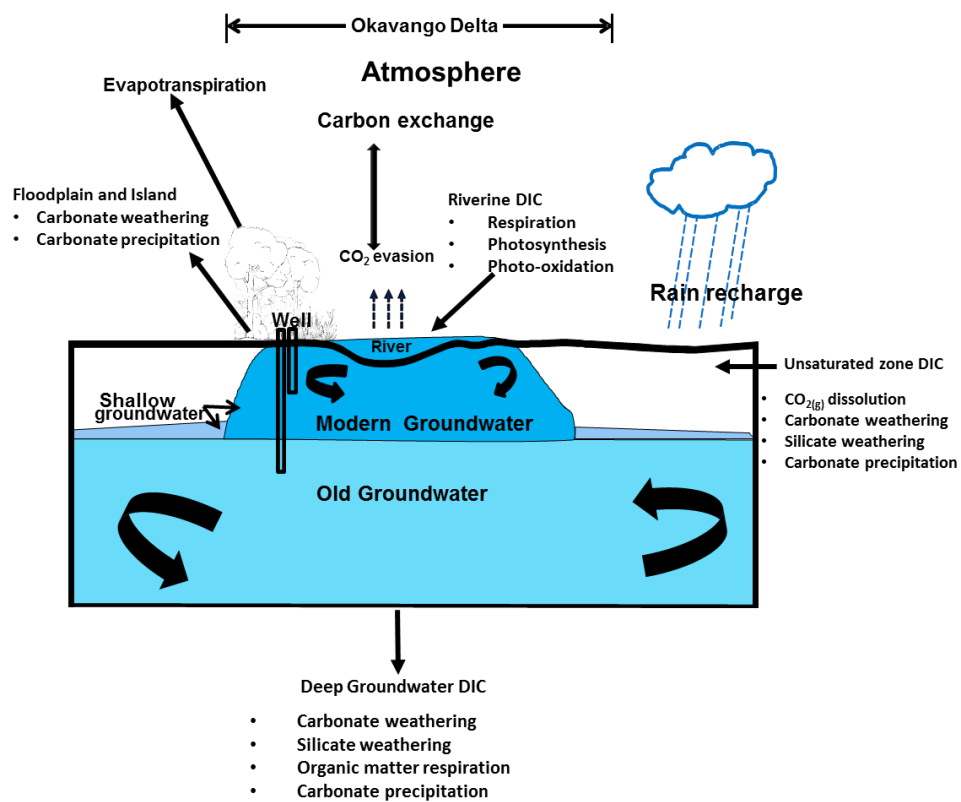 Okavango Delta
Atmosphere
Evapotranspiration
Carbon exchange
Floodplain and Island
• Carbonate weathering
• Carbonate precipitation
Riverine DIC
• Respiration
• Photosynthesis
• Photo-oxidation
CO₂ evasion
Rain recharge
Well
River
Unsaturated zone DIC
• CO₂₍g₎ dissolution
• Carbonate weathering
• Silicate weathering
• Carbonate precipitation
Shallow
groundwater
Modern Groundwater
Old Groundwater
Deep Groundwater DIC
• Carbonate weathering
• Silicate weathering
• Organic matter respiration
• Carbonate precipitation